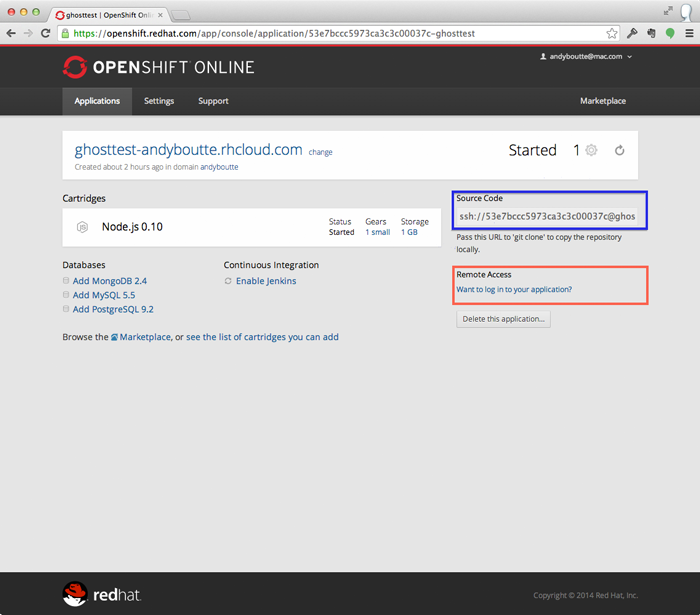 ghosttest | OpenShift Onli
https://openshift.redhat.com/app/console/application/53e7bccc5973ca3c3c00037c-ghosttest
OPENSHIFT ONLINE
andyboutte@mac.com
Applications Settings Support Marketplace
ghosttest-andyboutte.rhcloud.com change
Started 1
Created about 2 hours ago in domain andyboutte
Cartridges
Node.js 0.10
Status Gears Storage
Started 1 small 1 GB
Databases
Add MongoDB 2.4
Add MySQL 5.5
Add PostgreSQL 9.2
Continuous Integration
Enable Jenkins
Browse the Marketplace, or see the list of cartridges you can add
Source Code
ssh://53e7bccc5973ca3c3c00037c@ghos
Pass this URL to 'git clone' to copy the repository
locally.
Remote Access
Want to log in to your application?
Delete this application...
redhat.
Copyright © 2014 Red Hat, Inc.